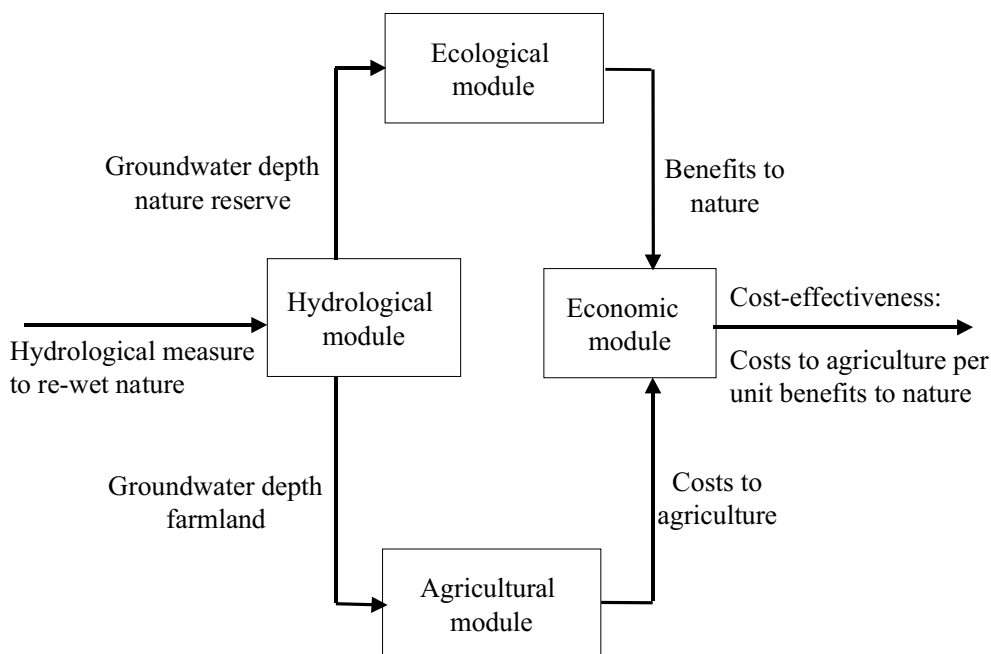 Ecological
module
Groundwater depth
nature reserve
Benefits to
nature
Hydrological
module
Economic
module
Cost-effectiveness:
Hydrological measure
to re-wet nature
Costs to agriculture per
unit benefits to nature
Groundwater depth
farmland
Costs to
agriculture
Agricultural
module